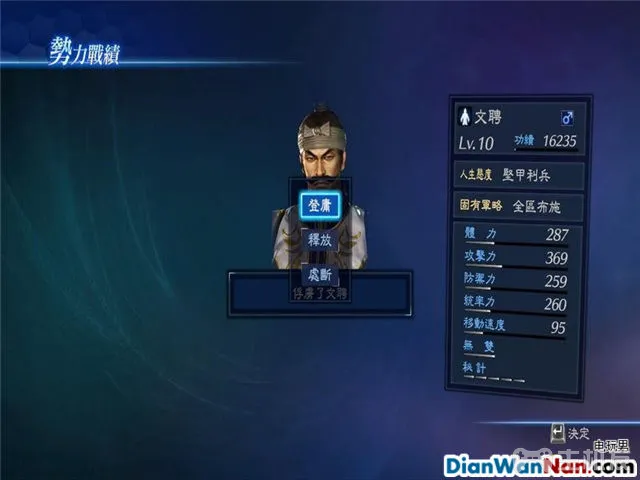 勢力戰績
文聘
Lv.10 功績 16235
人生態度 堅甲利兵
固有軍略 全區布施
體 力 287
攻擊力 369
防禦力 259
統率力 260
移動速度 95
無 雙
秘計
登庸
釋放
處斷
俘虜了文聘
決定
电玩男
DianWanNan.com